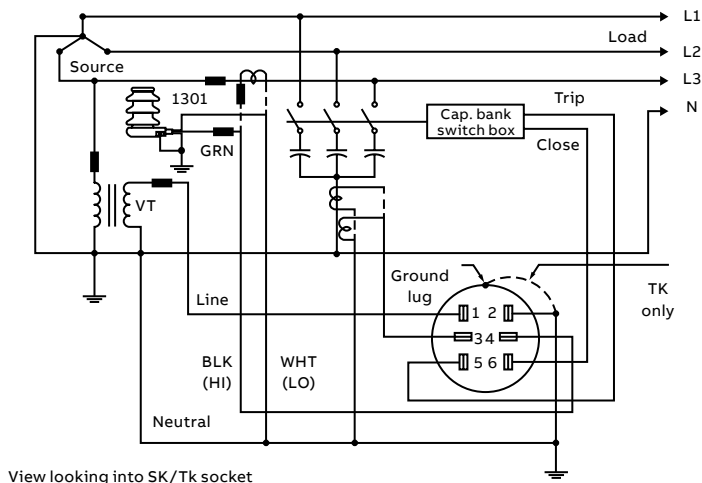 L1
Load
L2
Source
L3
1301
Trip
N
Cap. bank
switch box
GRN
Close
VT
Ground
lug
TK
only
Line
1 2
3 4
5 6
BLK
(HI)
WHT
(LO)
Neutral
View looking into SK/Tk socket